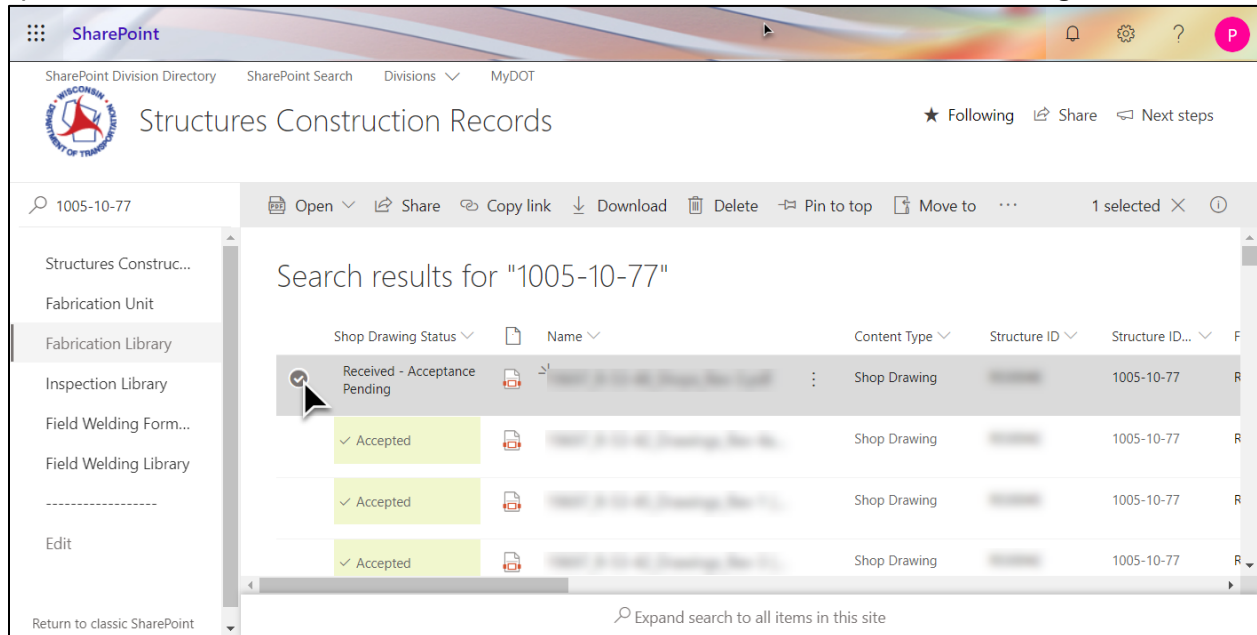 SharePoint
P
SharePoint Division Directory SharePoint Search Divisions MyDOT
WISCONSIN DEPARTMENT OF TRANSPORTATION
Structures Construction Records
Following Share Next steps
1005-10-77
PDF Open Share Copy link Download Delete Pin to top Move to ... 1 selected
Structures Construc...
Fabrication Unit
Fabrication Library
Inspection Library
Field Welding Form...
Field Welding Library
-----------------
Edit
Return to classic SharePoint
Search results for "1005-10-77"
Shop Drawing Status Name Content Type Structure ID Structure ID... F
Received - Acceptance Pending Shop Drawing 1005-10-77 R
Accepted Shop Drawing 1005-10-77 R
Accepted Shop Drawing 1005-10-77 R
Accepted Shop Drawing 1005-10-77 R
Expand search to all items in this site